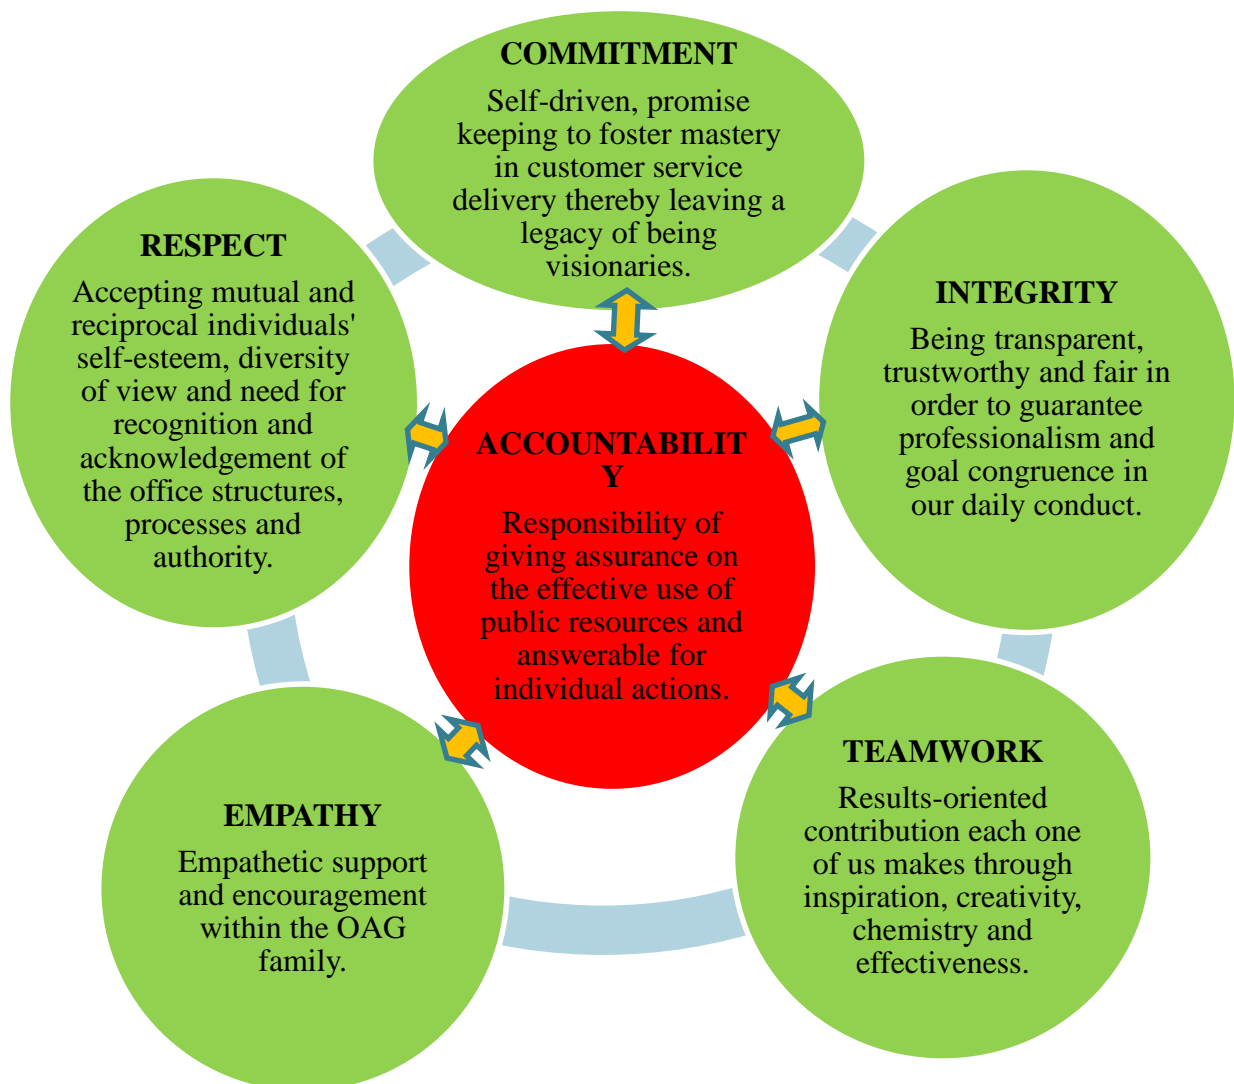 COMMITMENT
Self-driven, promise
keeping to foster mastery
in customer service
delivery thereby leaving a
legacy of being
visionaries.
RESPECT
Accepting mutual and
reciprocal individuals'
self-esteem, diversity
of view and need for
recognition and
acknowledgement of
the office structures,
processes and
authority.
INTEGRITY
Being transparent,
trustworthy and fair in
order to guarantee
professionalism and
goal congruence in
our daily conduct.
ACCOUNTABILIT
Y
Responsibility of
giving assurance on
the effective use of
public resources and
answerable for
individual actions.
EMPATHY
Empathetic support
and encouragement
within the OAG
family.
TEAMWORK
Results-oriented
contribution each one
of us makes through
inspiration, creativity,
chemistry and
effectiveness.